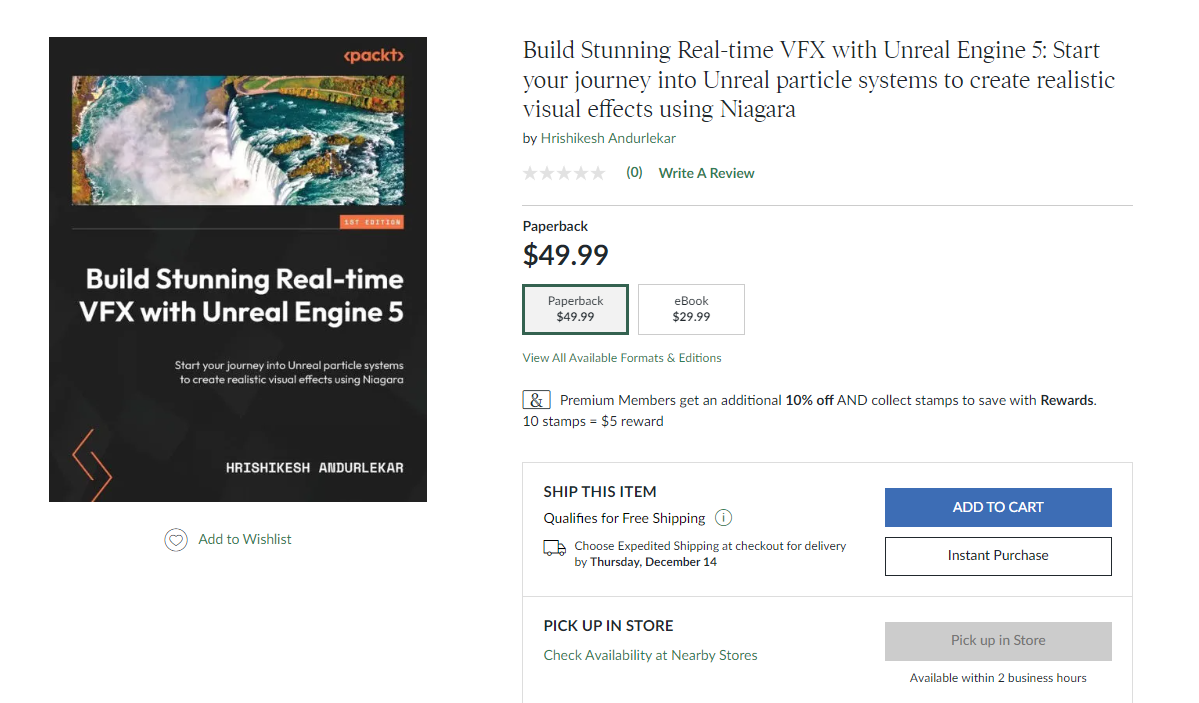 <packt>
1ST EDITION
Build Stunning Real-time
VFX with Unreal Engine 5
Start your journey into Unreal particle systems
to create realistic visual effects using Niagara
HRISHIKESH ANDURLEKAR
Add to Wishlist
Build Stunning Real-time VFX with Unreal Engine 5: Start
your journey into Unreal particle systems to create realistic
visual effects using Niagara
by Hrishikesh Andurlekar
(0) Write A Review
Paperback
$49.99
Paperback
$49.99
eBook
$29.99
View All Available Formats & Editions
& Premium Members get an additional 10% off AND collect stamps to save with Rewards.
10 stamps = $5 reward
SHIP THIS ITEM
Qualifies for Free Shipping i
Choose Expedited Shipping at checkout for delivery
by Thursday, December 14
ADD TO CART
Instant Purchase
PICK UP IN STORE
Check Availability at Nearby Stores
Pick up in Store
Available within 2 business hours